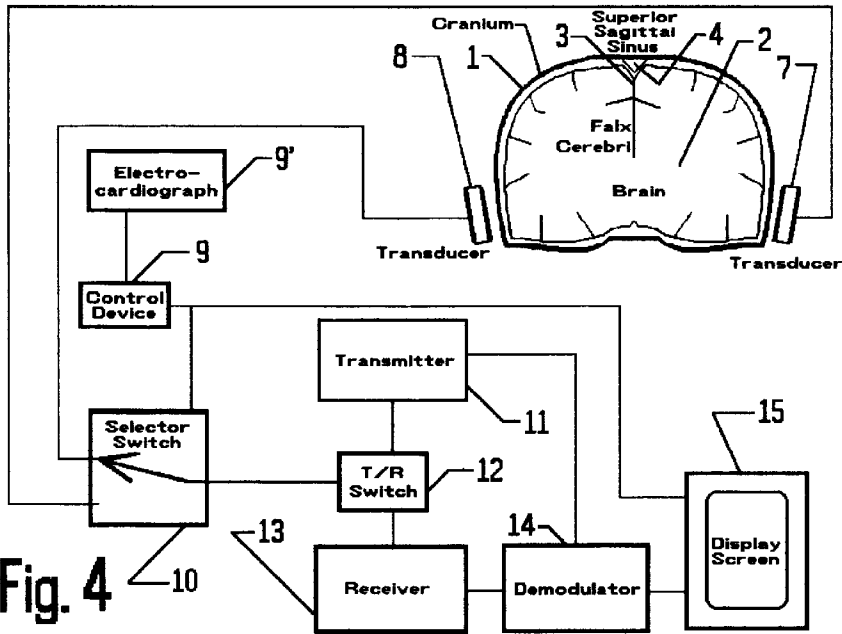 Cranium
Superior
Sagittal
Sinus
3
4
2
8
1
7
Falx
Cerebri
Brain
Electro-
cardiograph
9'
Transducer
Transducer
9
Control
Device
Transmitter
11
15
Selector
Switch
T/R
Switch
12
13
14
Display
Screen
Receiver
Demodulator
10
Fig. 4